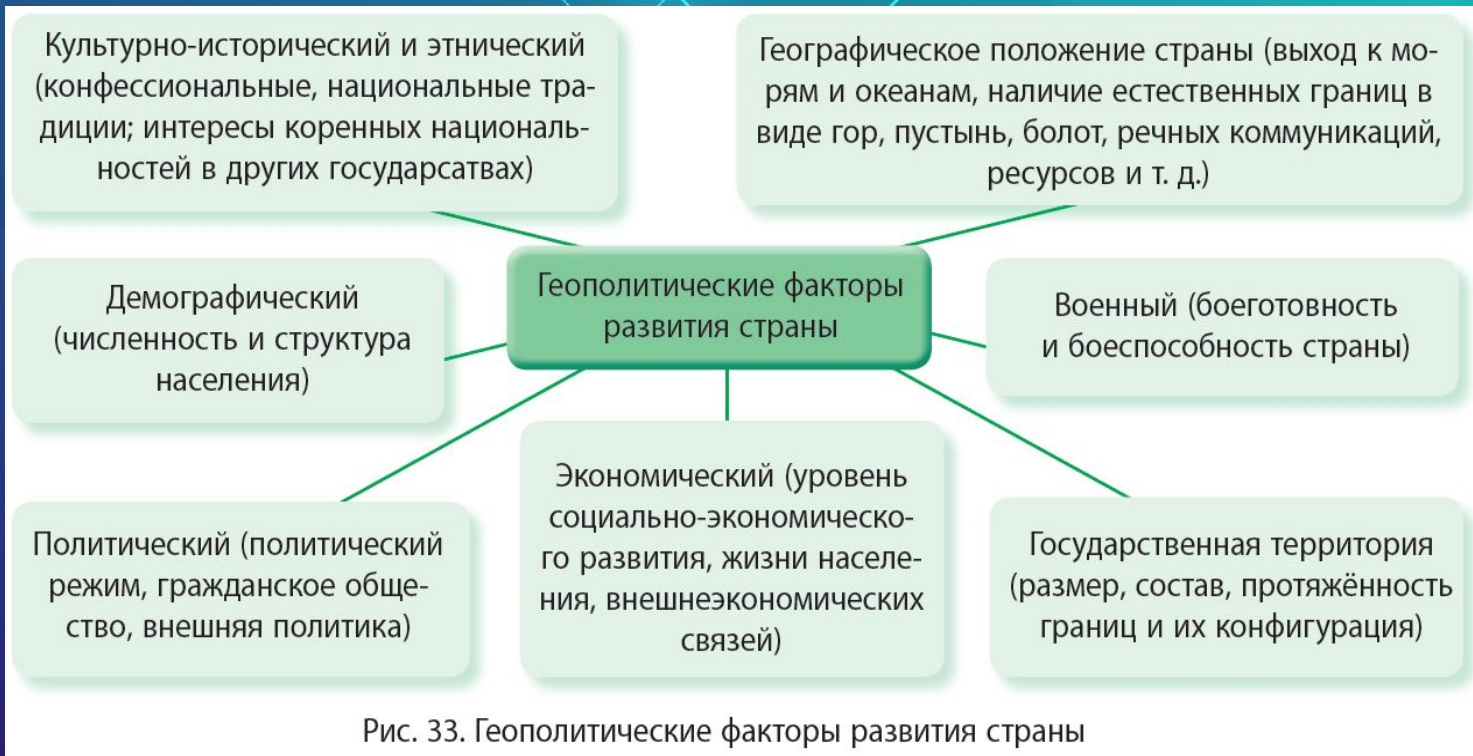 Культурно-исторический и этнический
(конфессиональные, национальные тра-
диции; интересы коренных националь-
ностей в других государсатвах)
Географическое положение страны (выход к мо-
рям и океанам, наличие естественных границ в
виде гор, пустынь, болот, речных коммуникаций,
ресурсов и т. д.)
Демографический
(численность и структура
населения)
Геополитические факторы
развития страны
Военный (боеготовность
и боеспособность страны)
Политический (политический
режим, гражданское обще-
ство, внешняя политика)
Экономический (уровень
социально-экономическо-
го развития, жизни населе-
ния, внешнеэкономических
связей)
Государственная территория
(размер, состав, протяжённость
границ и их конфигурация)
Рис. 33. Геополитические факторы развития страны